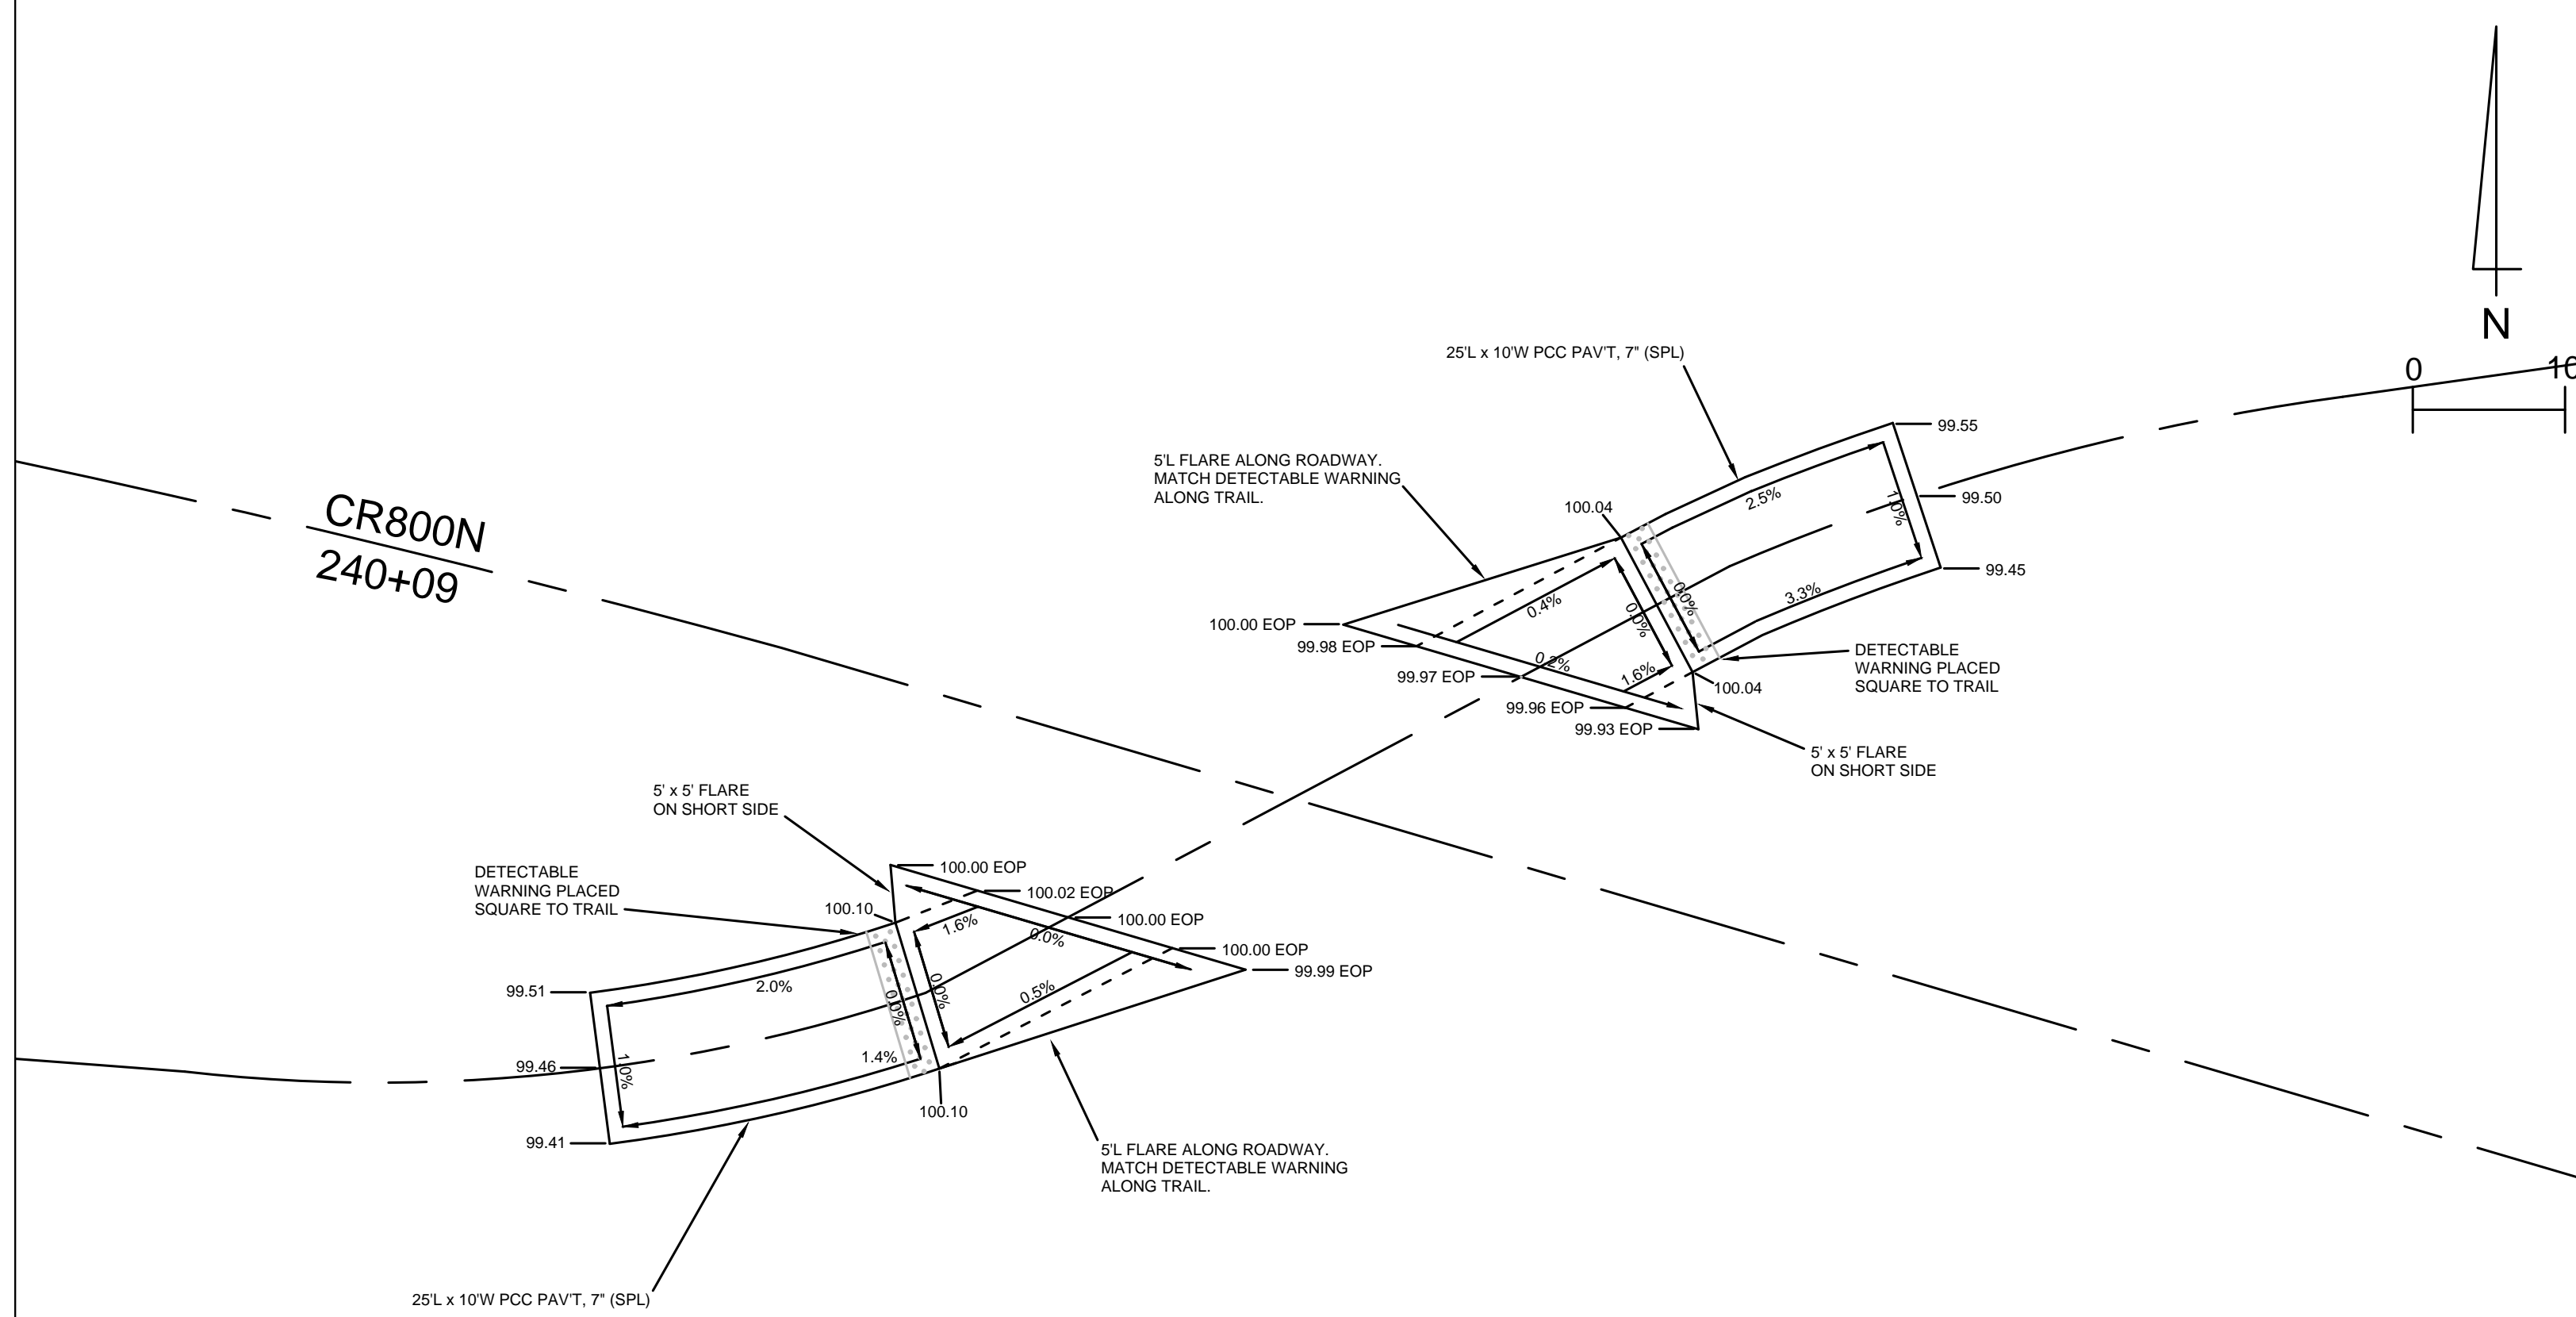 N
0
10
25'L x 10'W PCC PAV'T, 7" (SPL)
99.55
5'L FLARE ALONG ROADWAY.
MATCH DETECTABLE WARNING
ALONG TRAIL.
2.5%
1.0%
99.50
100.04
CR800N
240+09
99.45
3.3%
0.0%
0.4%
0.0%
100.00 EOP
99.98 EOP
0.2%
1.6%
99.97 EOP
DETECTABLE
WARNING PLACED
SQUARE TO TRAIL
100.04
99.96 EOP
99.93 EOP
5' x 5' FLARE
ON SHORT SIDE
5' x 5' FLARE
ON SHORT SIDE
100.00 EOP
DETECTABLE
WARNING PLACED
SQUARE TO TRAIL
100.02 EOP
100.10
100.00 EOP
1.6%
0.0%
100.00 EOP
99.99 EOP
99.51
2.0%
0.0%
0.0%
0.5%
99.46
1.0%
1.4%
100.10
99.41
5'L FLARE ALONG ROADWAY.
MATCH DETECTABLE WARNING
ALONG TRAIL.
25'L x 10'W PCC PAV'T, 7" (SPL)